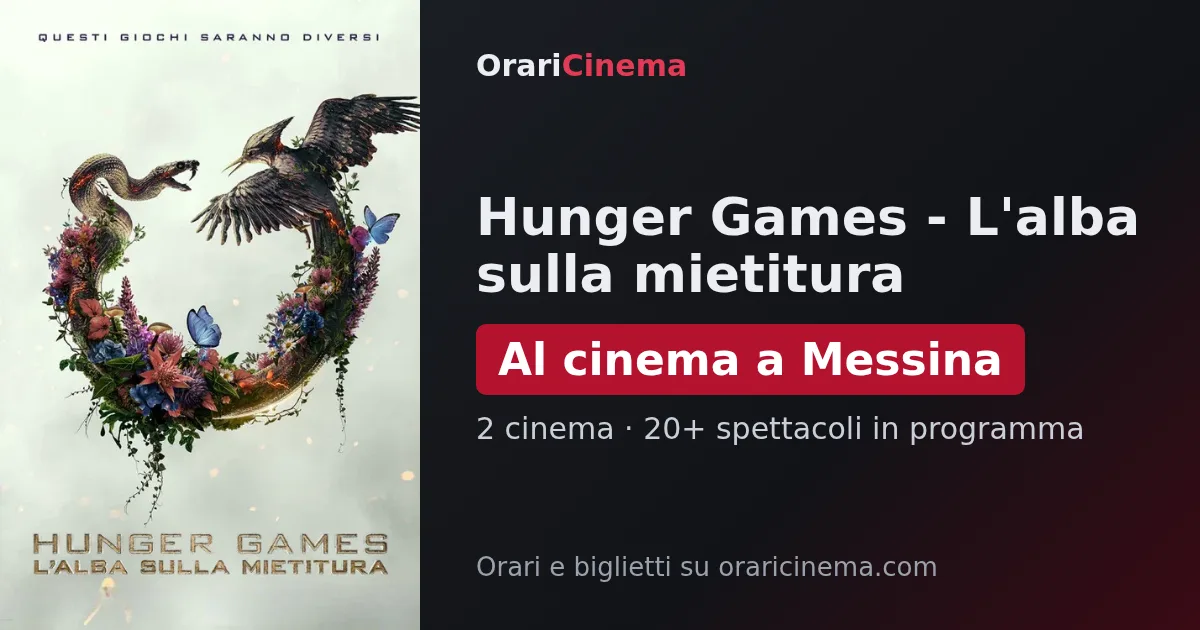 QUESTI GIOCHI SARANNO DIVERSI
HUNGER GAMES
L'ALBA SULLA MIETITURA
OrariCinema
Hunger Games - L'alba
sulla mietitura
Al cinema a Messina
2 cinema · 20+ spettacoli in programma
Orari e biglietti su oraricinema.com